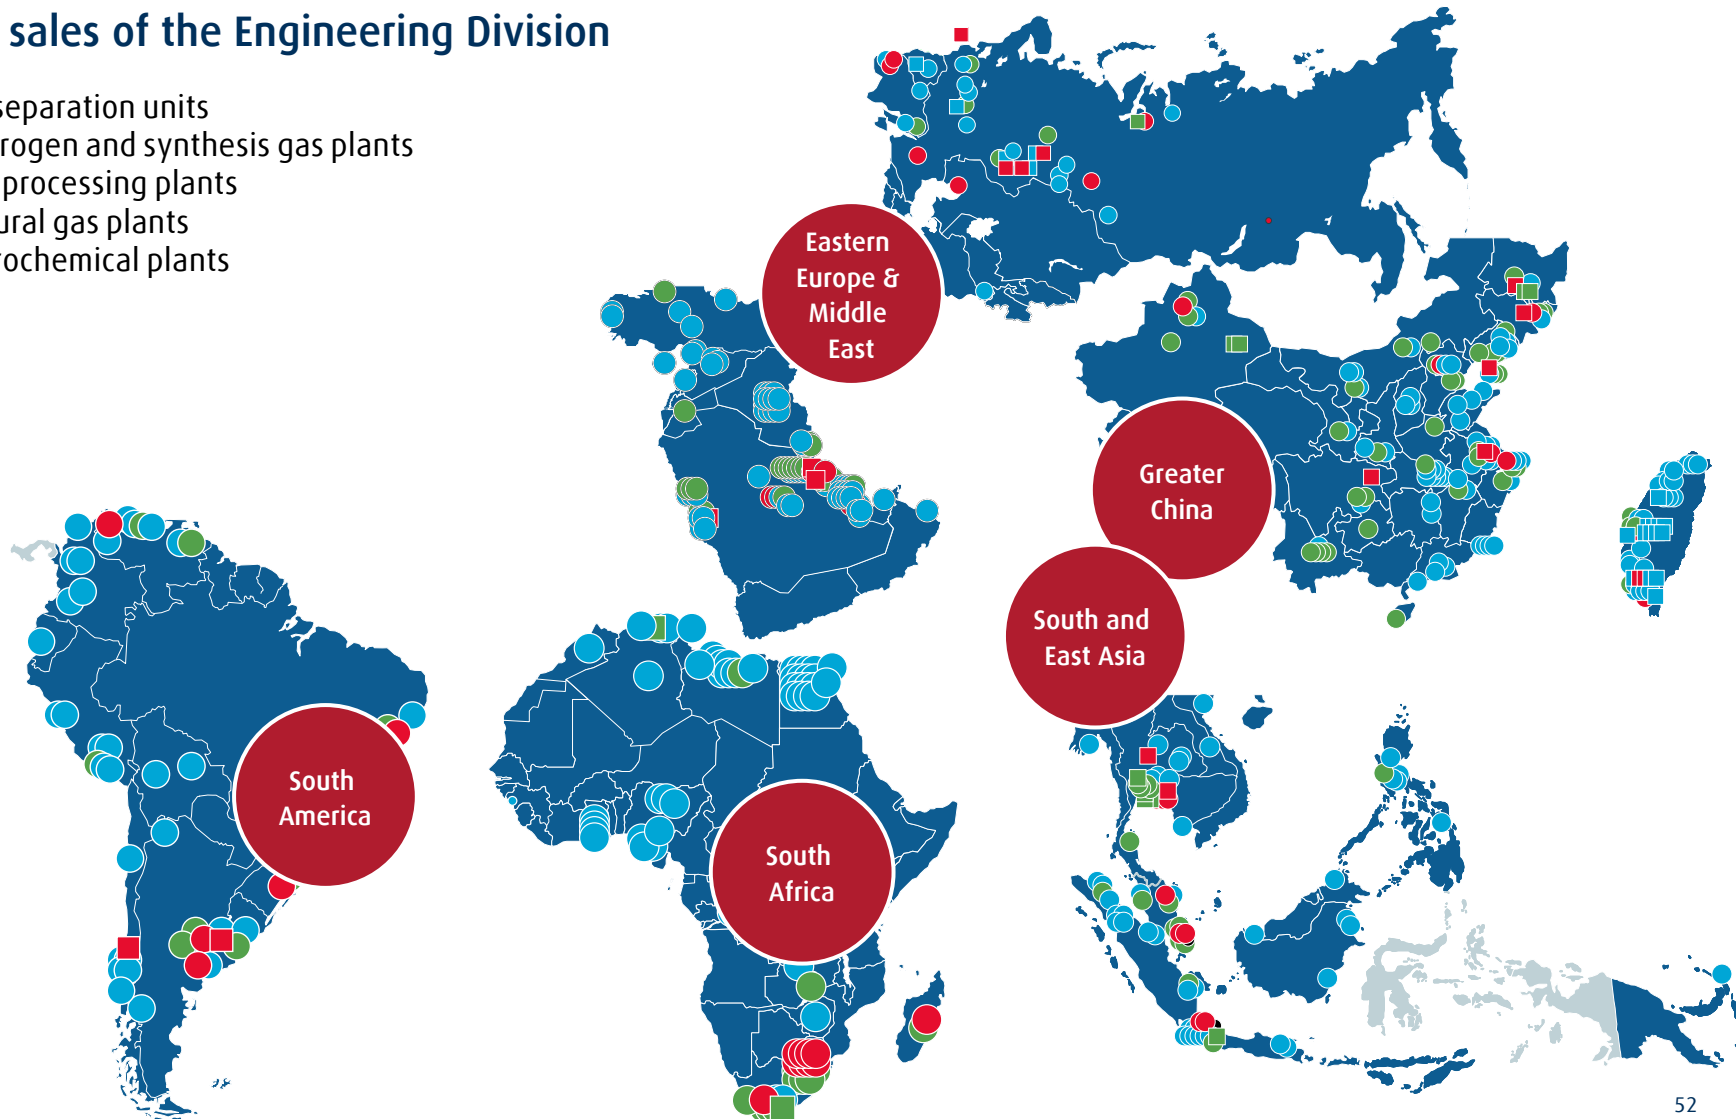 sales of the Engineering Division
separation units
rogen and synthesis gas plants
processing plants
ural gas plants
rochemical plants
Eastern
Europe &
Middle
East
Greater
China
South and
East Asia
South
America
South
Africa
52